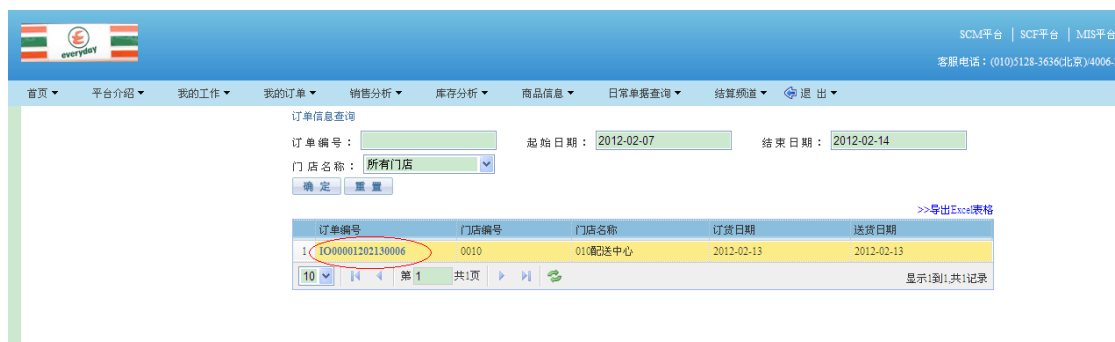 everyday
SCM平台 | SCF平台 | MIS平台
客服电话：(010)5128-3636(北京)/4006-
首页 平台介绍 我的工作 我的订单 销售分析 库存分析 商品信息 日常单据查询 结算频道 退 出
订单信息查询
订单编号： 起始日期： 2012-02-07 结束日期： 2012-02-14
门店名称： 所有门店
确 定 重 置
>>导出Excel表格
订单编号 门店编号 门店名称 订货日期 送货日期
1 IO00001202130006 0010 010配送中心 2012-02-13 2012-02-13
10 第 1 共1页 显示1到1,共1记录